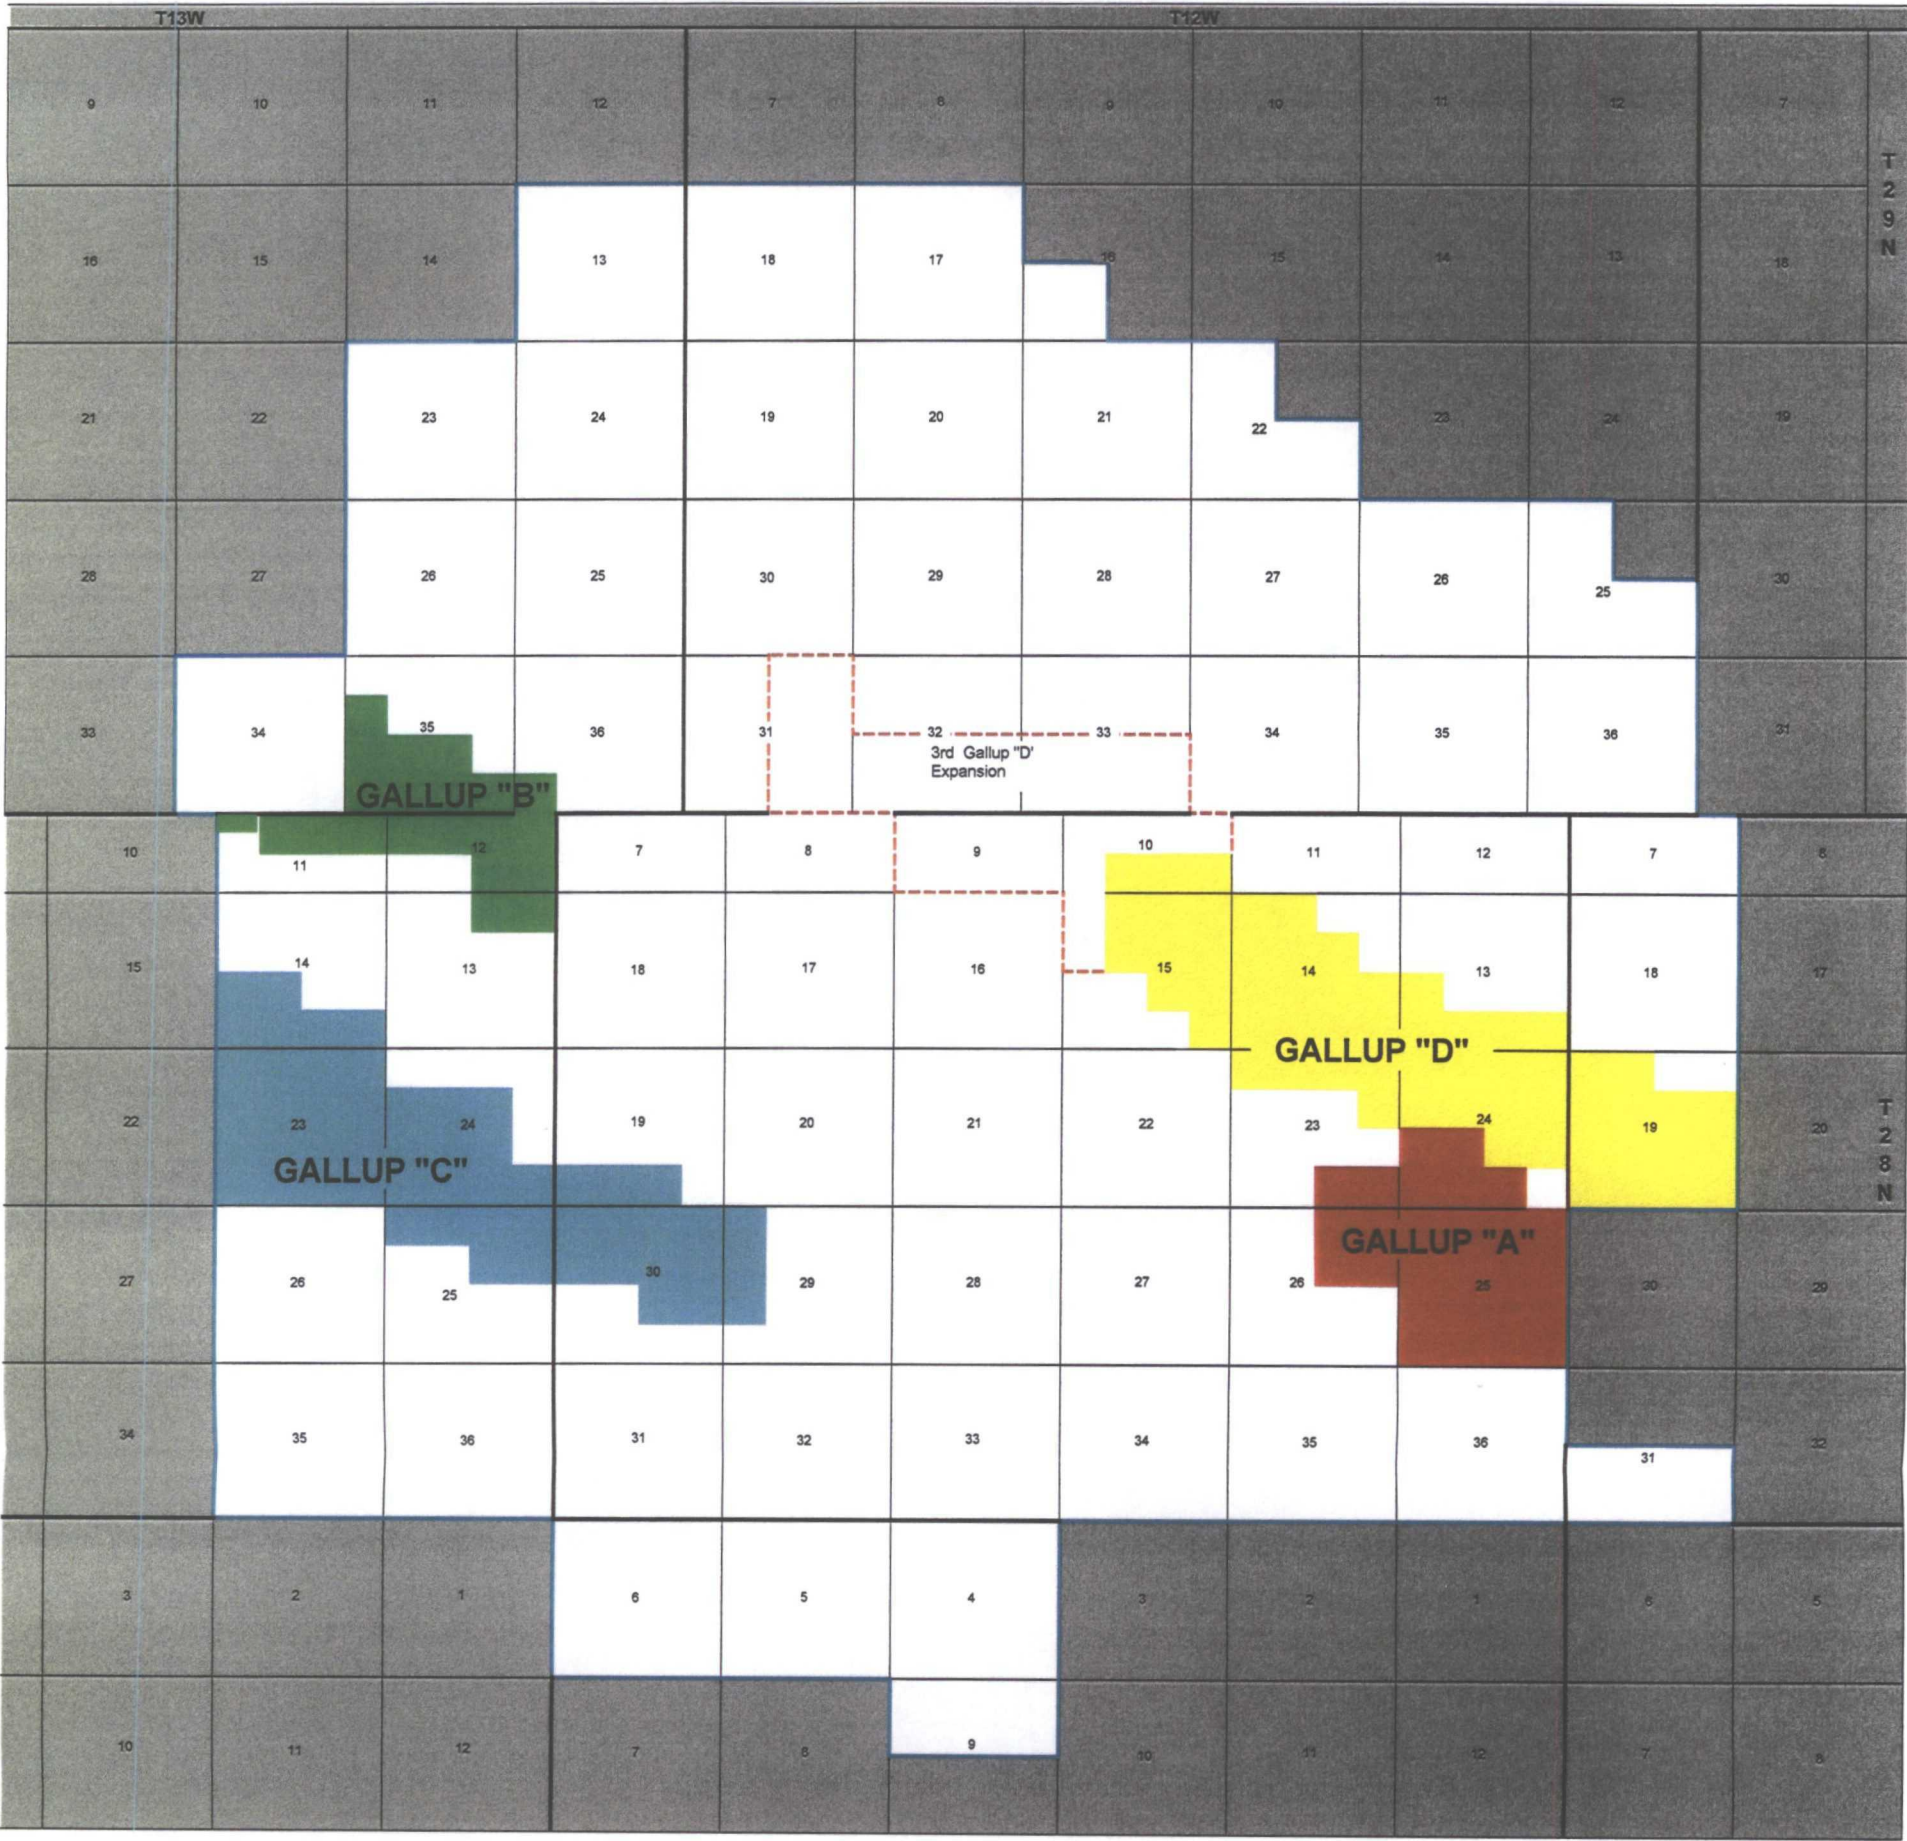 T13W T12W
9 10 11 12 7 8 9 10 11 12 7
T29N
16 15 14 13 18 17 16 15 14 13 18
21 22 23 24 19 20 21 22 23 24 19
28 27 26 25 30 29 28 27 26 25 30
33 34 35 36 31 32 33 34 35 36 31
3rd Gallup "D'
Expansion
GALLUP "B"
10 11 12 7 8 9 10 11 12 7 8
15 14 13 18 17 16 15 14 13 18 17
GALLUP "D"
22 23 24 19 20 21 22 23 24 19 20
T28N
GALLUP "C"
GALLUP "A"
27 26 25 30 29 28 27 26 25 30 29
34 35 36 31 32 33 34 35 36 31 32
3 2 1 6 5 4 3 2 1 6 5
10 11 12 7 8 9 10 11 12 7 8